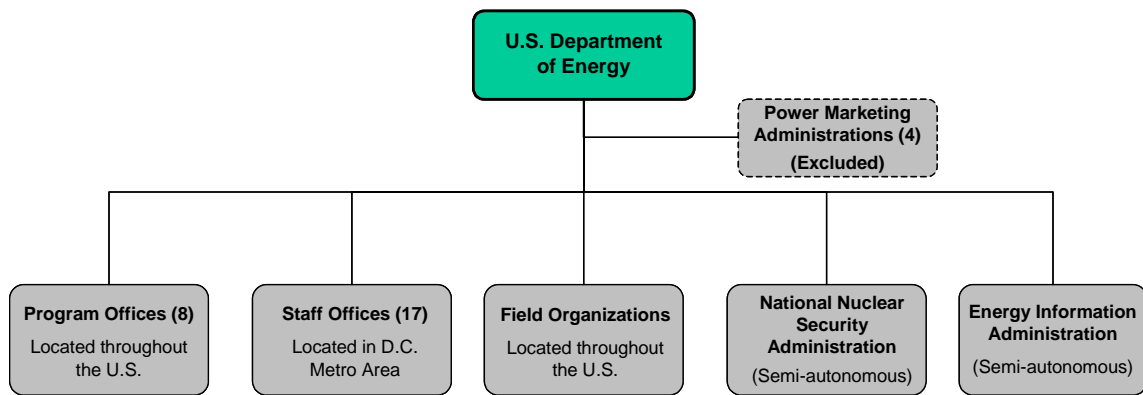 U.S. Department
of Energy
Power Marketing
Administrations (4)
(Excluded)
Program Offices (8)
Located throughout
the U.S.
Staff Offices (17)
Located in D.C.
Metro Area
Field Organizations
Located throughout
the U.S.
National Nuclear
Security
Administration
(Semi-autonomous)
Energy Information
Administration
(Semi-autonomous)